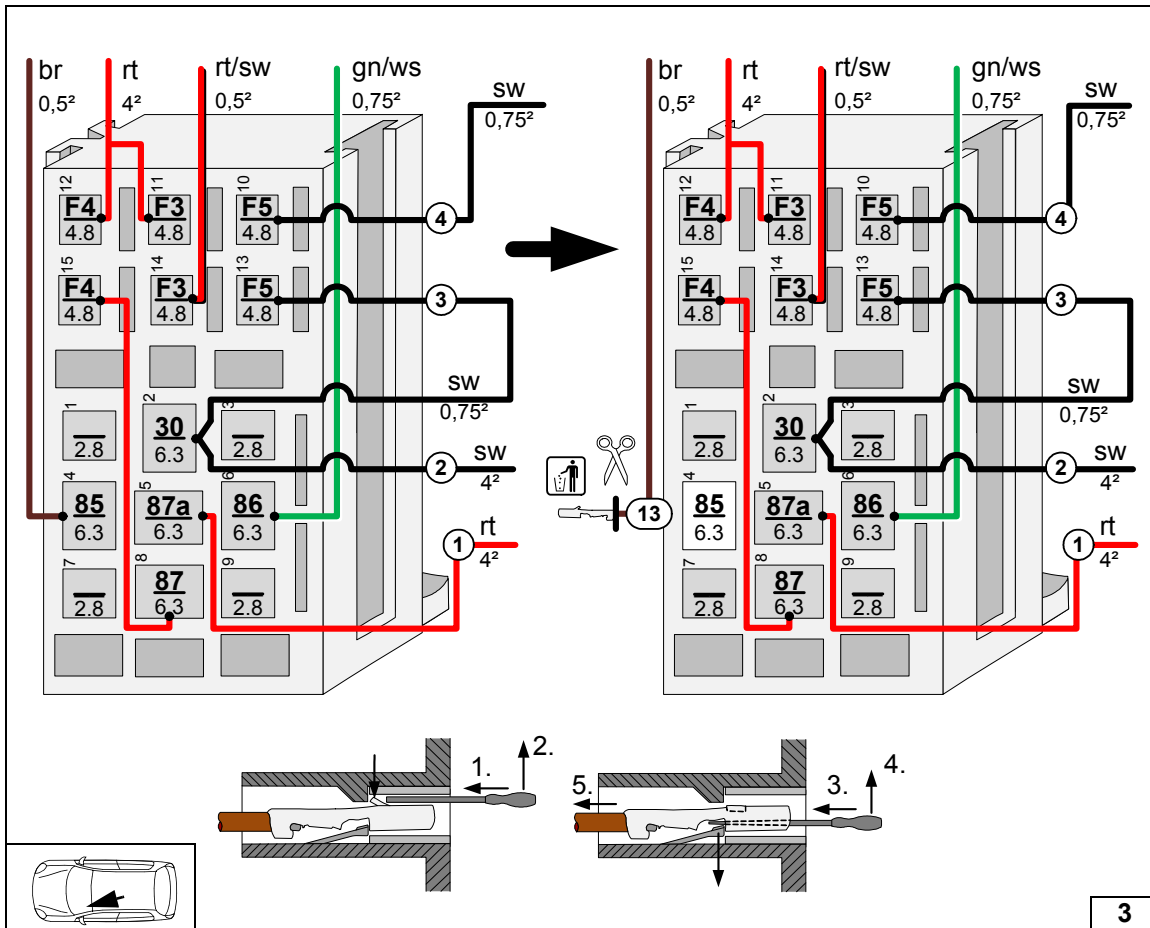 br rt rt/sw gn/ws sw
0,5² 4² 0,5² 0,75² 0,75²
12 11 10
F4 F3 F5
4.8 4.8 4.8
4
15 14 13
F4 F3 F5
4.8 4.8 4.8
3
sw
0,75²
1 2 3
30
2.8 6.3 2.8
2 sw
4²
4 5 6
85 87a 86
6.3 6.3 6.3
1 rt
4²
7 8 9
87
2.8 6.3 2.8
br rt rt/sw gn/ws sw
0,5² 4² 0,5² 0,75² 0,75²
12 11 10
F4 F3 F5
4.8 4.8 4.8
4
15 14 13
F4 F3 F5
4.8 4.8 4.8
3
sw
0,75²
1 2 3
30
2.8 6.3 2.8
2 sw
4²
13
4 5 6
85 87a 86
6.3 6.3 6.3
1 rt
4²
7 8 9
87
2.8 6.3 2.8
1. 2.
5. 3. 4.
3